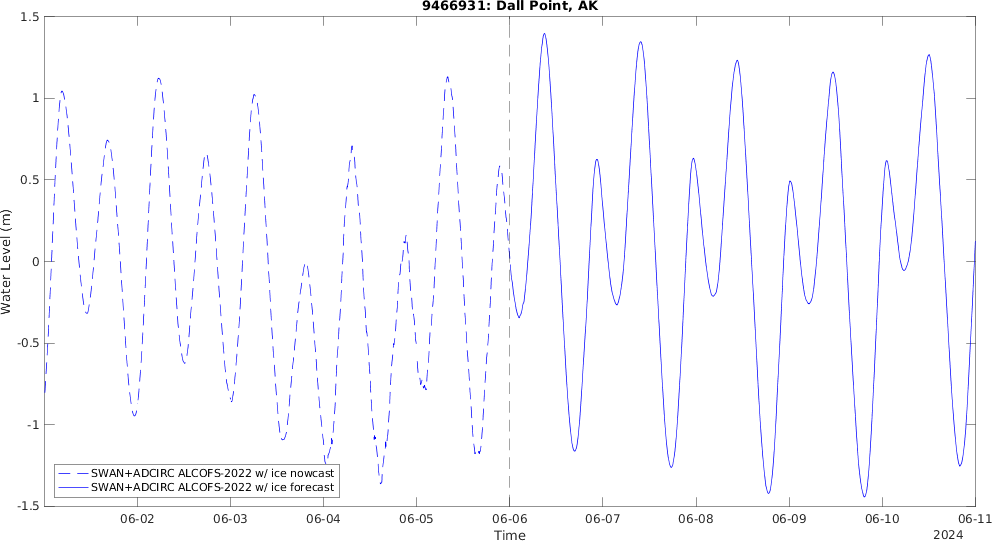 9466931: Dall Point, AK
1.5
1
0.5
0
-0.5
-1
-1.5
Water Level (m)
SWAN+ADCIRC ALCOFS-2022 w/ ice nowcast
SWAN+ADCIRC ALCOFS-2022 w/ ice forecast
06-02 06-03 06-04 06-05 06-06 06-07 06-08 06-09 06-10 06-11
Time
2024